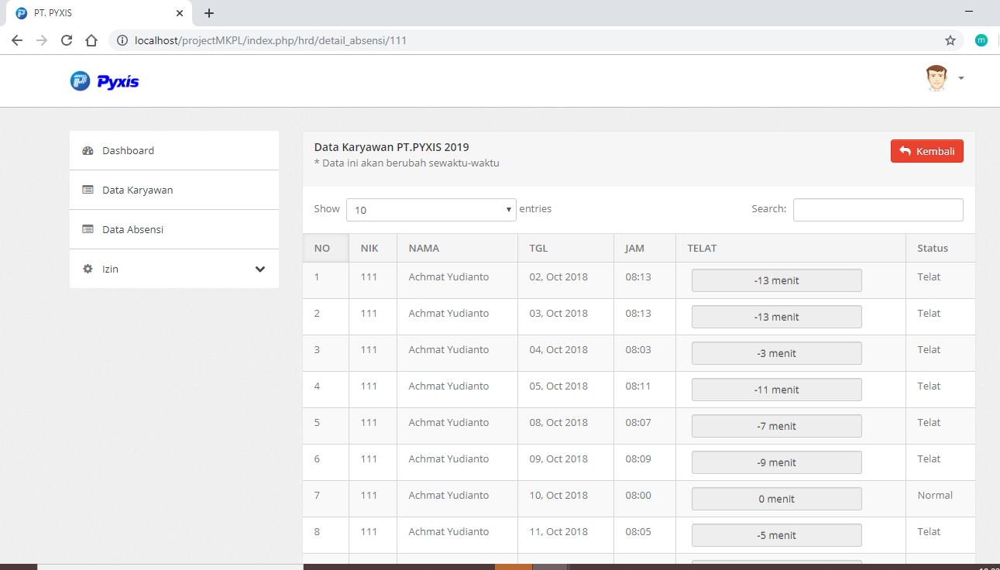 PT. PYXIS
localhost/projectMKPL/index.php/hrd/detail_absensi/111
m
Pyxis
Dashboard
Data Karyawan
Data Absensi
Izin
Data Karyawan PT.PYXIS 2019
* Data ini akan berubah sewaktu-waktu
Kembali
Show 10 entries Search:
NO NIK NAMA TGL JAM TELAT Status
1 111 Achmat Yudianto 02, Oct 2018 08:13 -13 menit Telat
2 111 Achmat Yudianto 03, Oct 2018 08:13 -13 menit Telat
3 111 Achmat Yudianto 04, Oct 2018 08:03 -3 menit Telat
4 111 Achmat Yudianto 05, Oct 2018 08:11 -11 menit Telat
5 111 Achmat Yudianto 08, Oct 2018 08:07 -7 menit Telat
6 111 Achmat Yudianto 09, Oct 2018 08:09 -9 menit Telat
7 111 Achmat Yudianto 10, Oct 2018 08:00 0 menit Normal
8 111 Achmat Yudianto 11, Oct 2018 08:05 -5 menit Telat